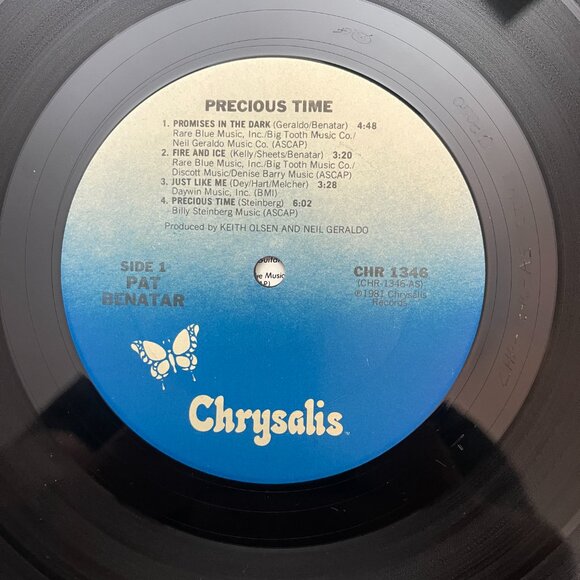 PRECIOUS TIME
1. PROMISES IN THE DARK (Geraldo/Benatar) 4:48
Rare Blue Music, Inc./Big Tooth Music Co./
Neil Geraldo Music Co. (ASCAP)
2. FIRE AND ICE (Kelly/Sheets/Benatar) 3:20
Rare Blue Music, Inc./Big Tooth Music Co./
Discott Music/Denise Barry Music (ASCAP)
3. JUST LIKE ME (Dey/Hart/Melcher) 3:28
Daywin Music, Inc. (BMI)
4. PRECIOUS TIME (Steinberg) 6:02
Billy Steinberg Music (ASCAP)
Produced by KEITH OLSEN AND NEIL GERALDO
SIDE 1
PAT
BENATAR
CHR 1346
(CHR-1346-AS)
℗1981 Chrysalis
Records
Chrysalis™